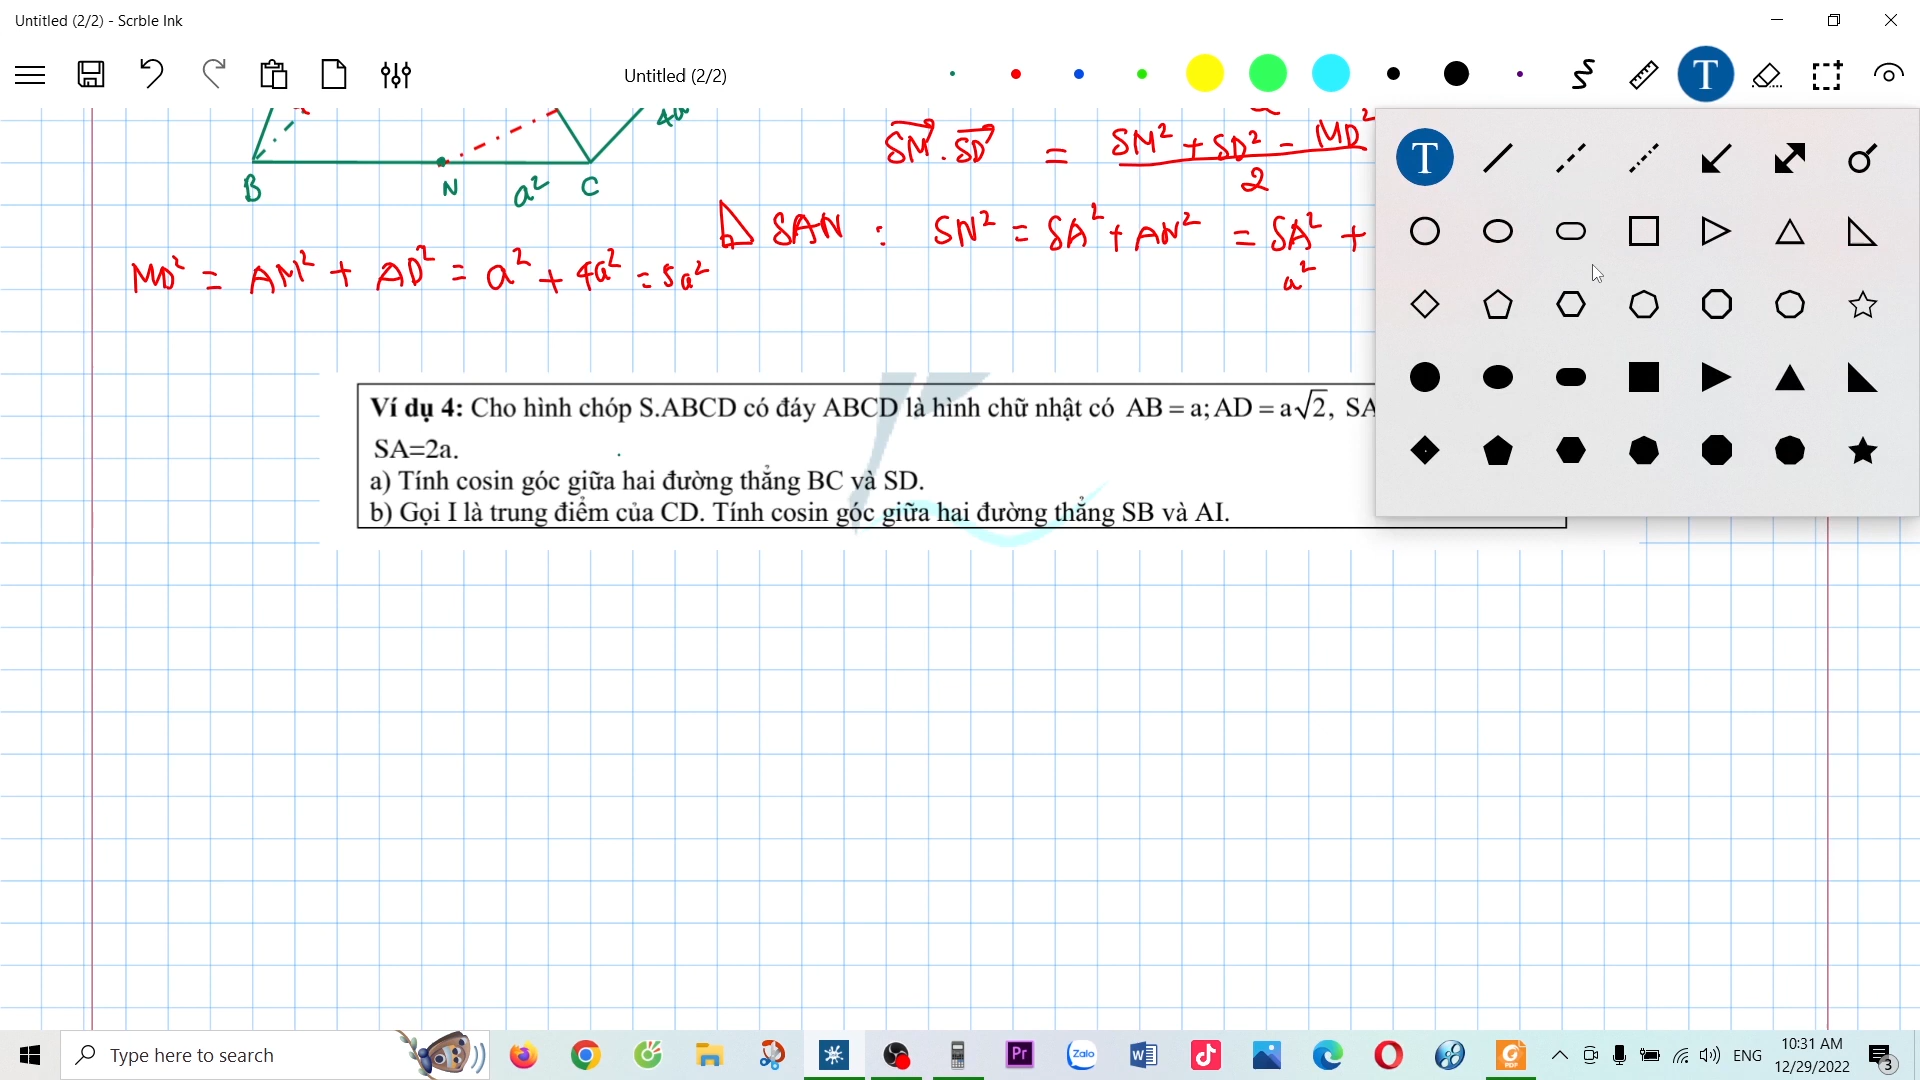 Untitled (2/2) - Scrble Ink
Untitled (2/2)
T
T
B N a² C
SM . SD = SM² + SD² - MD² / 2
SAN : SN² = SA² + AN² = SA² +
a²
MD² = AM² + AD² = a² + 4a² = 5a²
Ví dụ 4: Cho hình chóp S.ABCD có đáy ABCD là hình chữ nhật có AB = a; AD = a√2, SA
SA=2a.
a) Tính cosin góc giữa hai đường thẳng BC và SD.
b) Gọi I là trung điểm của CD. Tính cosin góc giữa hai đường thẳng SB và AI.
Type here to search
Pr
Zalo
ENG
10:31 AM
12/29/2022
3